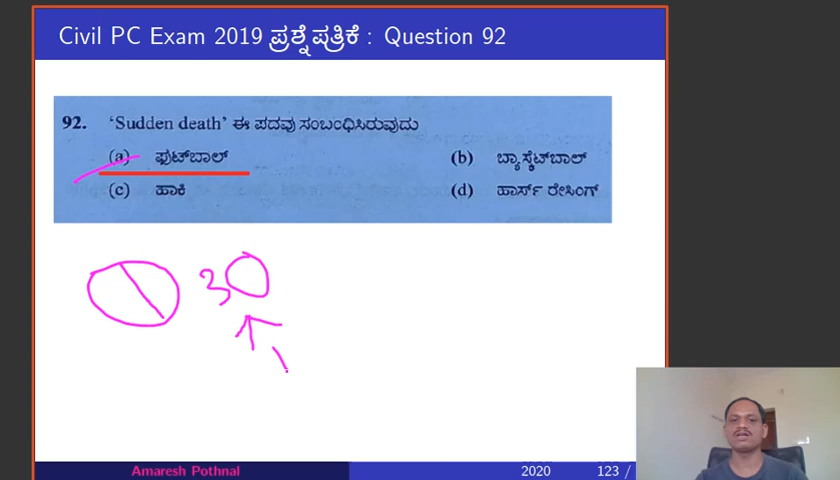 Civil PC Exam 2019 ಪ್ರಶ್ನೆ ಪತ್ರಿಕೆ : Question 92
92. ‘Sudden death’ ಈ ಪದವು ಸಂಬಂಧಿಸಿರುವುದು
(a) ಫುಟ್‌ಬಾಲ್ (b) ಬ್ಯಾಸ್ಕೆಟ್‌ಬಾಲ್
(c) ಹಾಕಿ (d) ಹಾರ್ಸ್ ರೇಸಿಂಗ್
30
Amaresh Pothnal 2020 123 /